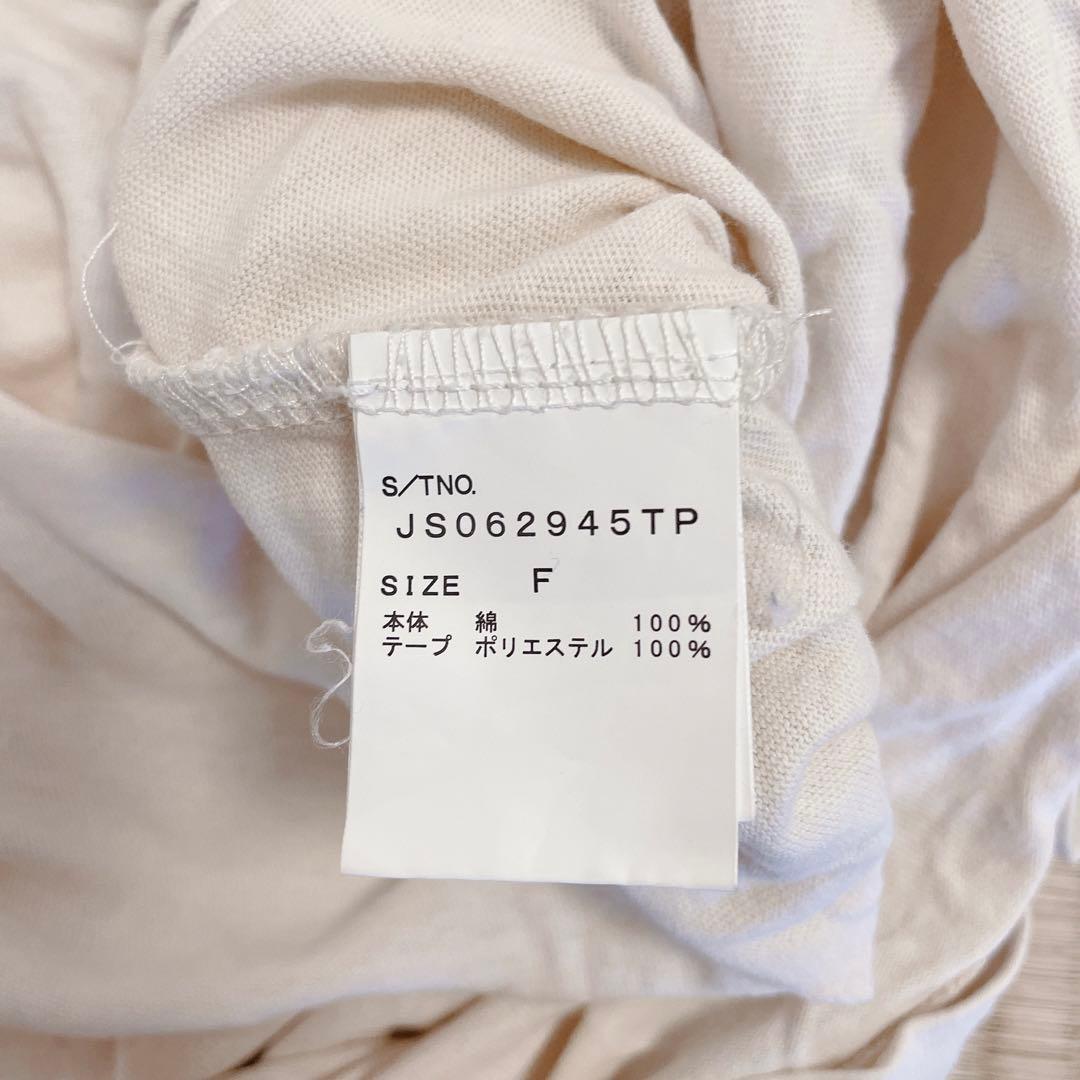 S/TNO.
JS062945TP
SIZE F
本体 綿 100%
テープ ポリエステル 100%